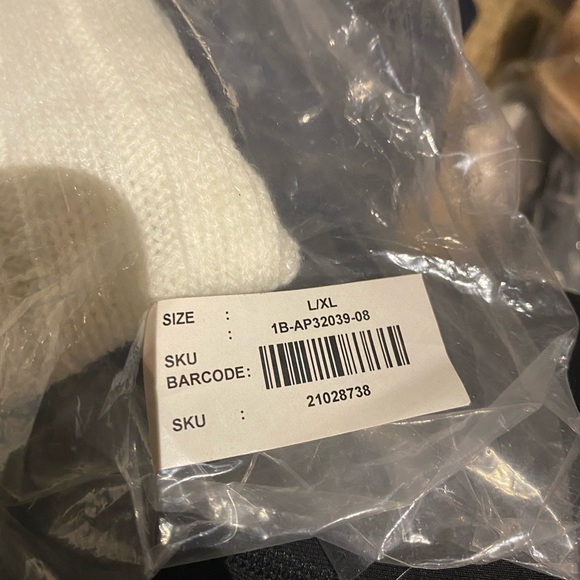 SIZE : L/XL
: 1B-AP32039-08
SKU
BARCODE:
21028738
SKU :